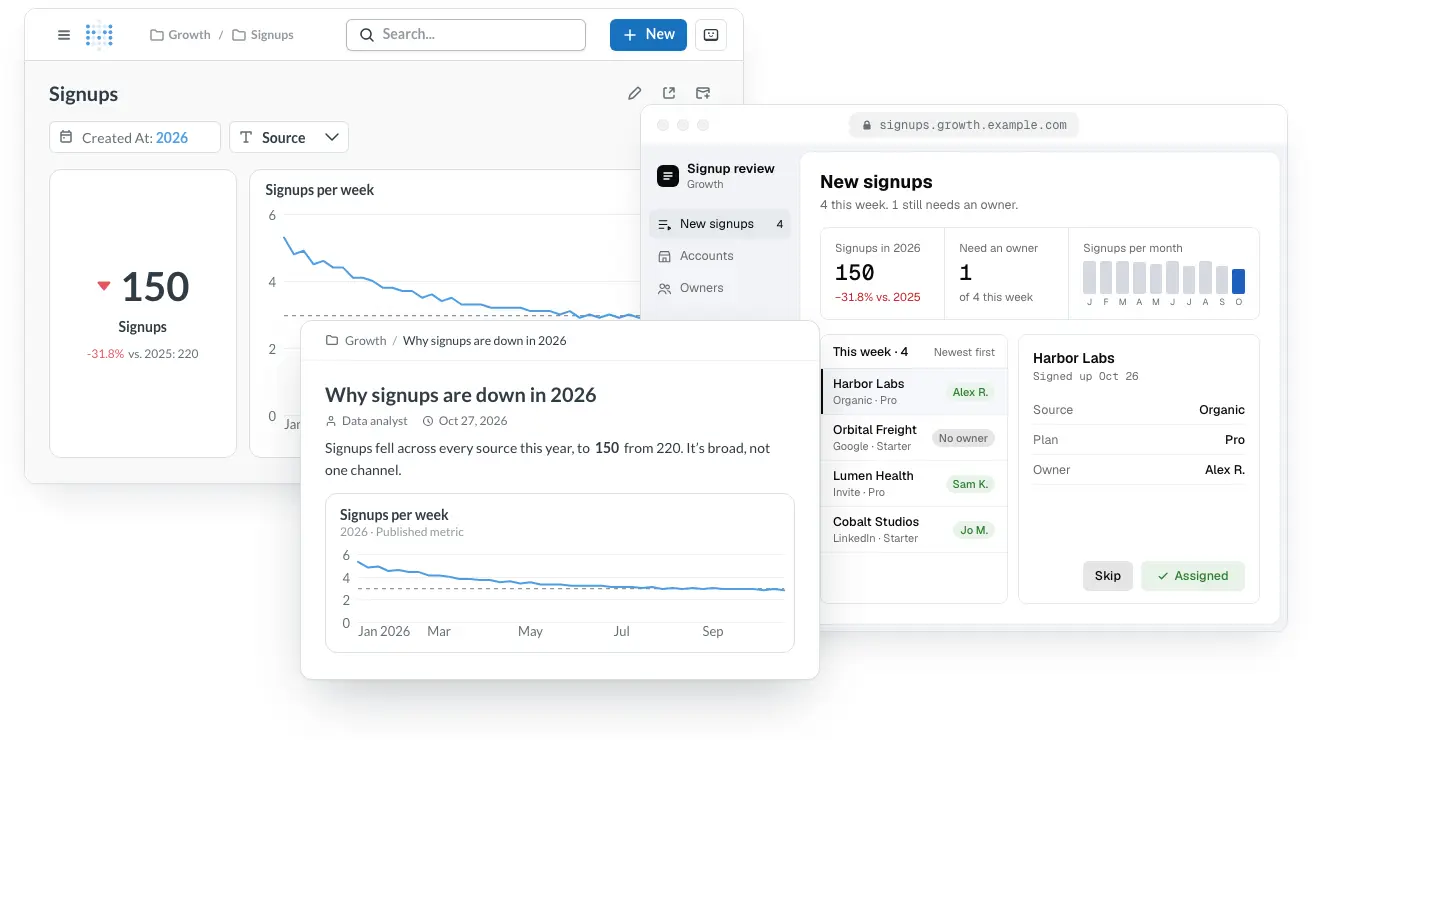 Growth / Signups
Search...
New
Signups
Created At: 2026
Source
150
Signups
-31.8% vs. 2025: 220
Signups per week
6
4
2
0
Jan
signups.growth.example.com
Signup review
Growth
New signups 4
Accounts
Owners
New signups
4 this week. 1 still needs an owner.
Signups in 2026
150
−31.8% vs. 2025
Need an owner
1
of 4 this week
Signups per month
J F M A M J J A S O
This week · 4 Newest first
Harbor Labs
Organic · Pro
Alex R.
Orbital Freight
Google · Starter
No owner
Lumen Health
Invite · Pro
Sam K.
Cobalt Studios
LinkedIn · Starter
Jo M.
Harbor Labs
Signed up Oct 26
Source Organic
Plan Pro
Owner Alex R.
Skip
Assigned
Growth / Why signups are down in 2026
Why signups are down in 2026
Data analyst Oct 27, 2026
Signups fell across every source this year, to 150 from 220. It’s broad, not
one channel.
Signups per week
2026 · Published metric
6
4
2
0
Jan 2026 Mar May Jul Sep